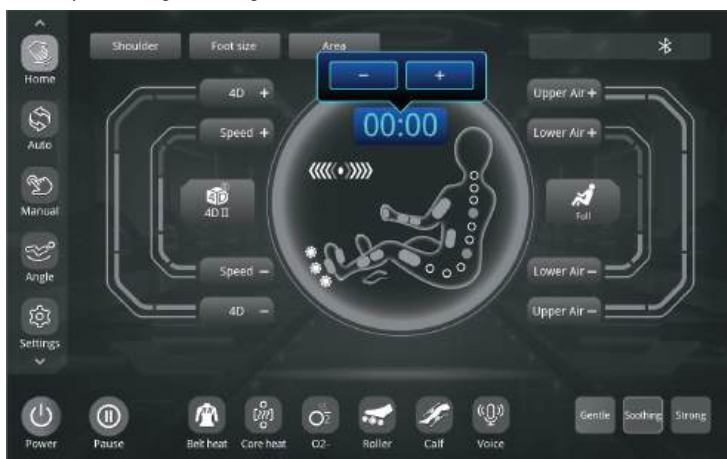 Shoulder
Foot size
Area
Home
Auto
Manual
Angle
Settings
4D +
Speed +
4D II
Speed −
4D −
− +
00:00
Upper Air +
Lower Air +
Full
Lower Air −
Upper Air −
Power
Pause
Belt heat
Core heat
O2-
Roller
Calf
Voice
Gentle
Soothing
Strong